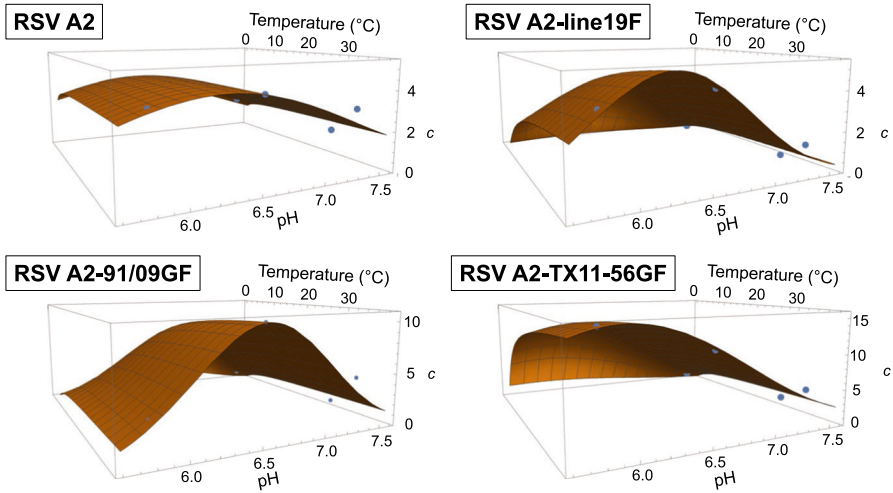 RSV A2
Temperature (°C)
0 10 20 30
4
2
0
c
6.0
6.5
7.0
7.5
pH
RSV A2-line19F
Temperature (°C)
0 10 20 30
4
2
0
c
6.0
6.5
7.0
7.5
pH
RSV A2-91/09GF
Temperature (°C)
0 10 20 30
10
5
0
c
6.0
6.5
7.0
7.5
pH
RSV A2-TX11-56GF
Temperature (°C)
0 10 20 30
15
10
5
0
c
6.0
6.5
7.0
7.5
pH